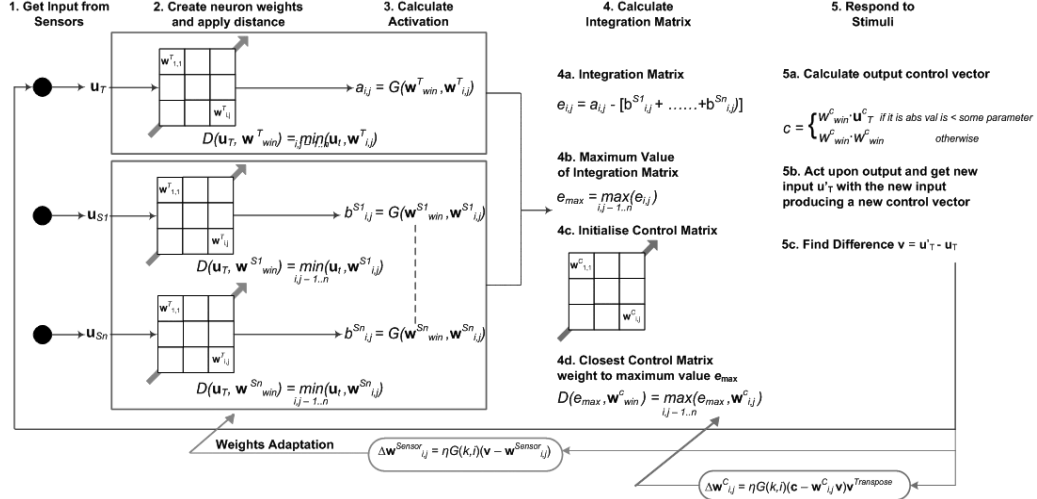 1. Get Input from
Sensors
2. Create neuron weights
and apply distance
3. Calculate
Activation
4. Calculate
Integration Matrix
5. Respond to
Stimuli
u_T
w^T_1,1
w^T_i,j
a_i,j = G(w^T_win, w^T_i,j)
D(u_T, w^T_win) = min(u_t, w^T_i,j)
u_S1
w^T_1,1
w^T_i,j
b^S1_i,j = G(w^S1_win, w^S1_i,j)
D(u_T, w^S1_win) = min(u_t, w^S1_i,j)
i,j – 1..n
u_Sn
w^T_1,1
w^T_i,j
b^Sn_i,j = G(w^Sn_win, w^Sn_i,j)
D(u_T, w^Sn_win) = min(u_t, w^Sn_i,j)
i,j – 1..n
4a. Integration Matrix
e_i,j = a_i,j - [b^S1_i,j + ……+b^Sn_i,j)]
4b. Maximum Value
of Integration Matrix
e_max = max(e_i,j)
i,j – 1..n
4c. Initialise Control Matrix
w^C_1,1
w^C_i,j
4d. Closest Control Matrix
weight to maximum value e_max
D(e_max, w^c_win) = max(e_max, w^c_i,j)
i,j – 1..n
5a. Calculate output control vector
c = { w^c_win · u^c_T if it is abs val is < some parameter
w^c_win · w^c_win otherwise
5b. Act upon output and get new
input u'_T with the new input
producing a new control vector
5c. Find Difference v = u'_T - u_T
Weights Adaptation
Δw^Sensor_i,j = ηG(k,i)(v – w^Sensor_i,j)
Δw^C_i,j = ηG(k,i)(c – w^C_i,j v)v^Transpose